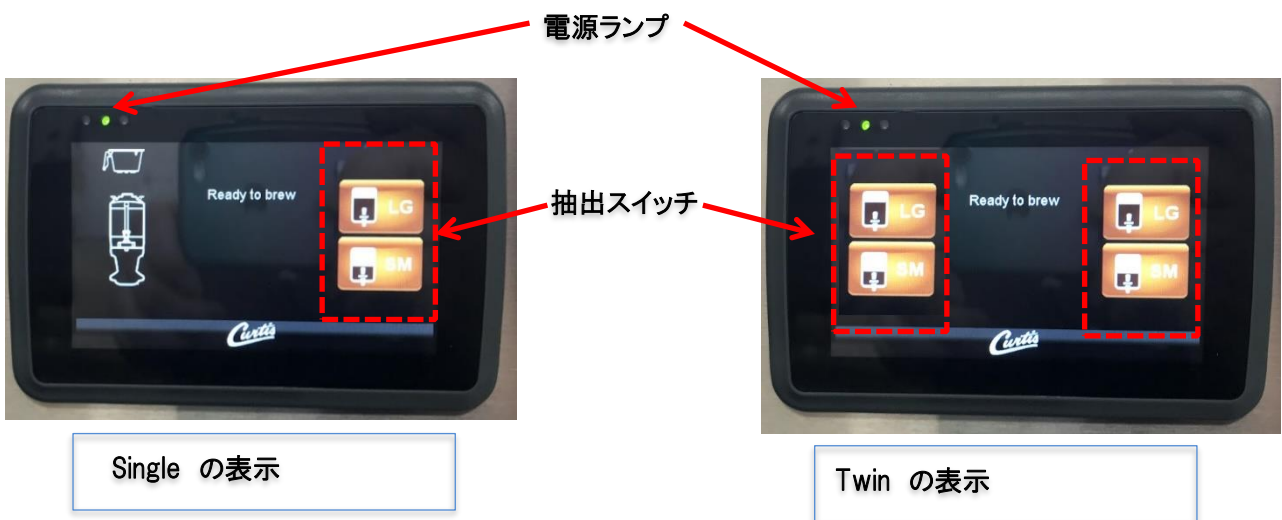 電源ランプ
Ready to brew
LG
SM
Curtis
抽出スイッチ
LG
SM
Ready to brew
LG
SM
Curtis
Single の表示
Twin の表示